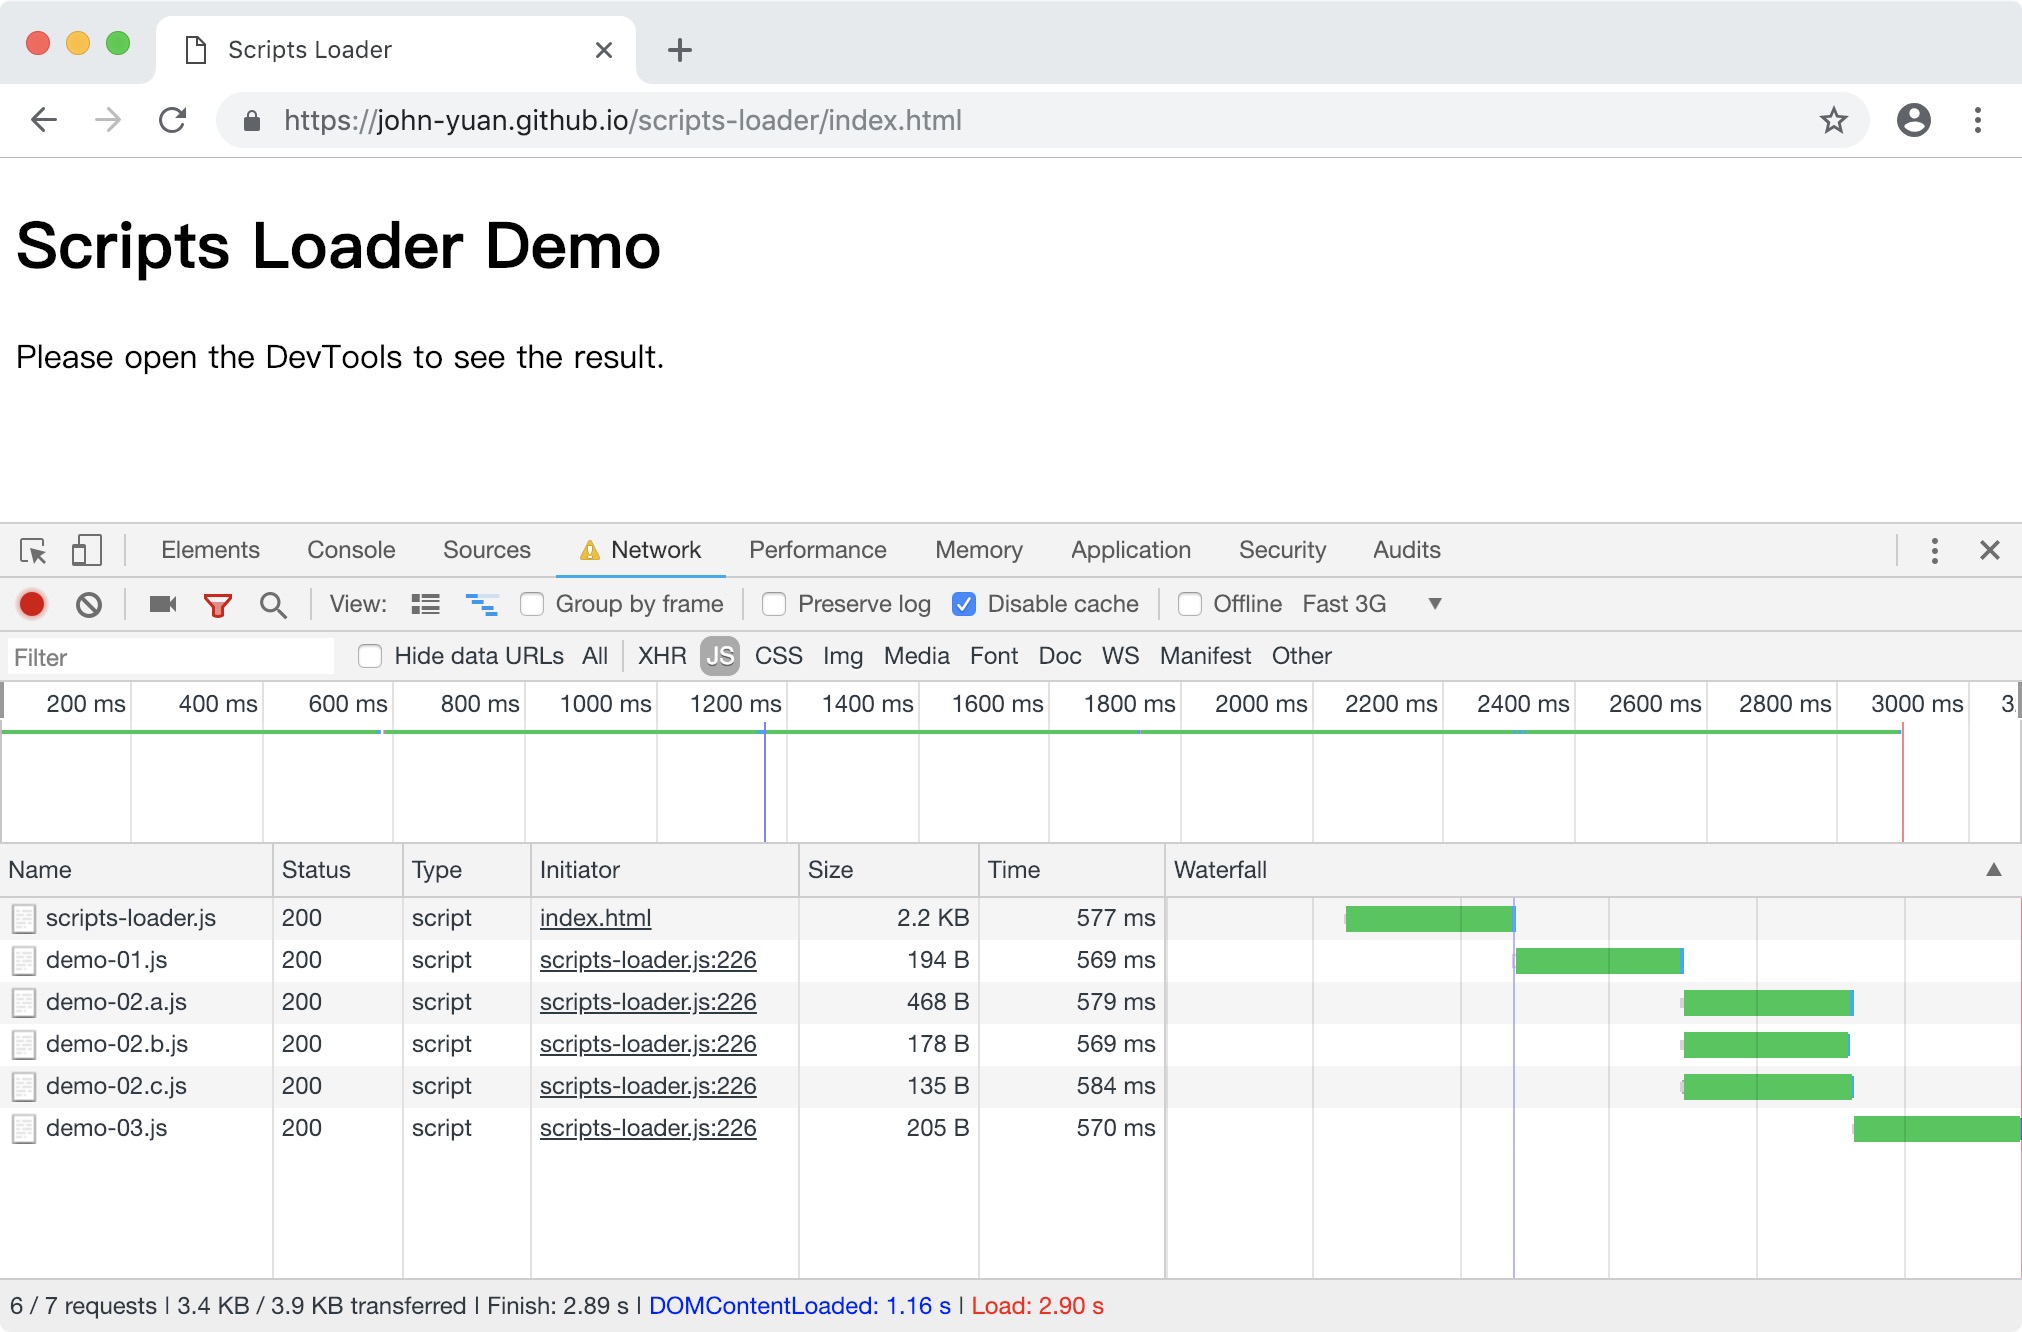 Scripts Loader
https://john-yuan.github.io/scripts-loader/index.html
Scripts Loader Demo
Please open the DevTools to see the result.
Elements Console Sources Network Performance Memory Application Security Audits
View: Group by frame Preserve log Disable cache Offline Fast 3G
Filter Hide data URLs All XHR JS CSS Img Media Font Doc WS Manifest Other
200 ms 400 ms 600 ms 800 ms 1000 ms 1200 ms 1400 ms 1600 ms 1800 ms 2000 ms 2200 ms 2400 ms 2600 ms 2800 ms 3000 ms
Name Status Type Initiator Size Time Waterfall
scripts-loader.js 200 script index.html 2.2 KB 577 ms
demo-01.js 200 script scripts-loader.js:226 194 B 569 ms
demo-02.a.js 200 script scripts-loader.js:226 468 B 579 ms
demo-02.b.js 200 script scripts-loader.js:226 178 B 569 ms
demo-02.c.js 200 script scripts-loader.js:226 135 B 584 ms
demo-03.js 200 script scripts-loader.js:226 205 B 570 ms
6 / 7 requests | 3.4 KB / 3.9 KB transferred | Finish: 2.89 s | DOMContentLoaded: 1.16 s | Load: 2.90 s